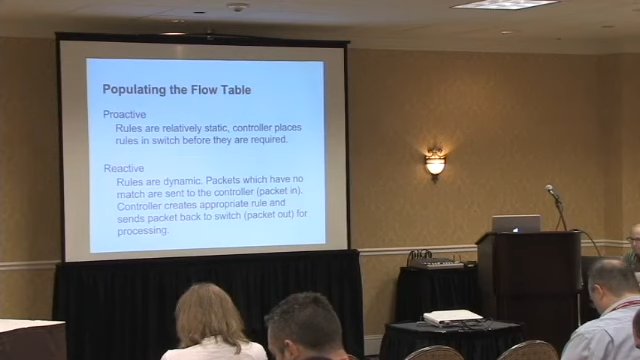 Populating the Flow Table
Proactive
Rules are relatively static, controller places
rules in switch before they are required.
Reactive
Rules are dynamic. Packets which have no
match are sent to the controller (packet in).
Controller creates appropriate rule and
sends packet back to switch (packet out) for
processing.